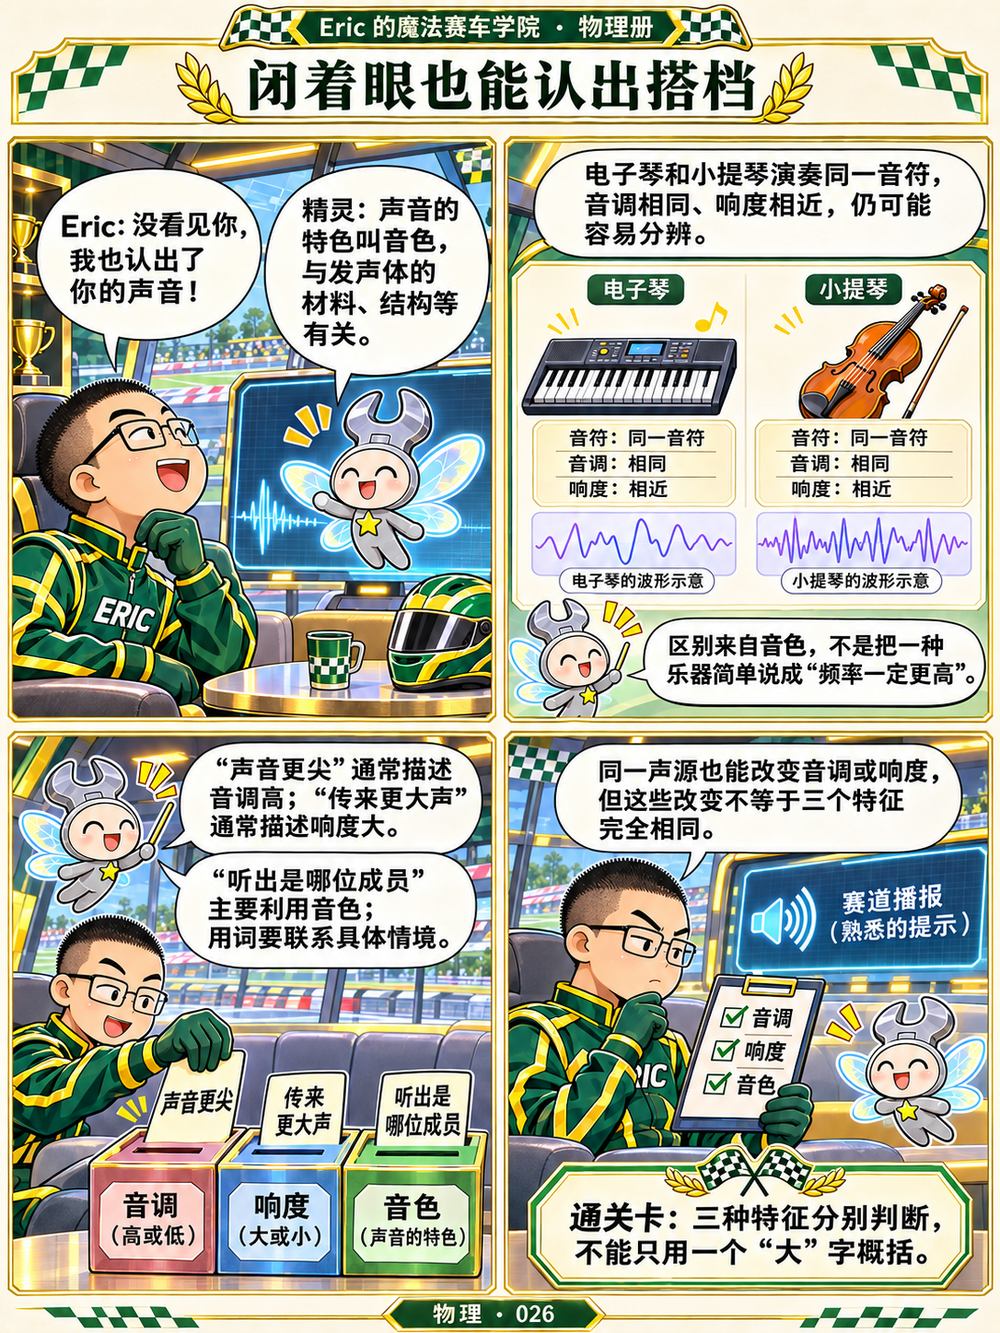 Eric 的魔法赛车学院 · 物理册
闭着眼也能认出搭档
Eric：没看见你，
我也认出了
你的声音！
精灵：声音的
特色叫音色，
与发声体的
材料、结构等
有关。
ERIC
电子琴和小提琴演奏同一音符，
音调相同、响度相近，仍可能
容易分辨。
电子琴
小提琴
音符：同一音符
音调：相同
响度：相近
音符：同一音符
音调：相同
响度：相近
电子琴的波形示意
小提琴的波形示意
区别来自音色，不是把一种
乐器简单说成“频率一定更高”。
“声音更尖”通常描述
音调高；“传来更大声”
通常描述响度大。
“听出是哪位成员”
主要利用音色；
用词要联系具体情境。
声音更尖
传来
更大声
听出是
哪位成员
音调
（高或低）
响度
（大或小）
音色
（声音的特色）
同一声源也能改变音调或响度，
但这些改变不等于三个特征
完全相同。
赛道播报
（熟悉的提示）
音调
响度
音色
RIC
通关卡：三种特征分别判断，
不能只用一个“大”字概括。
物理 · 026